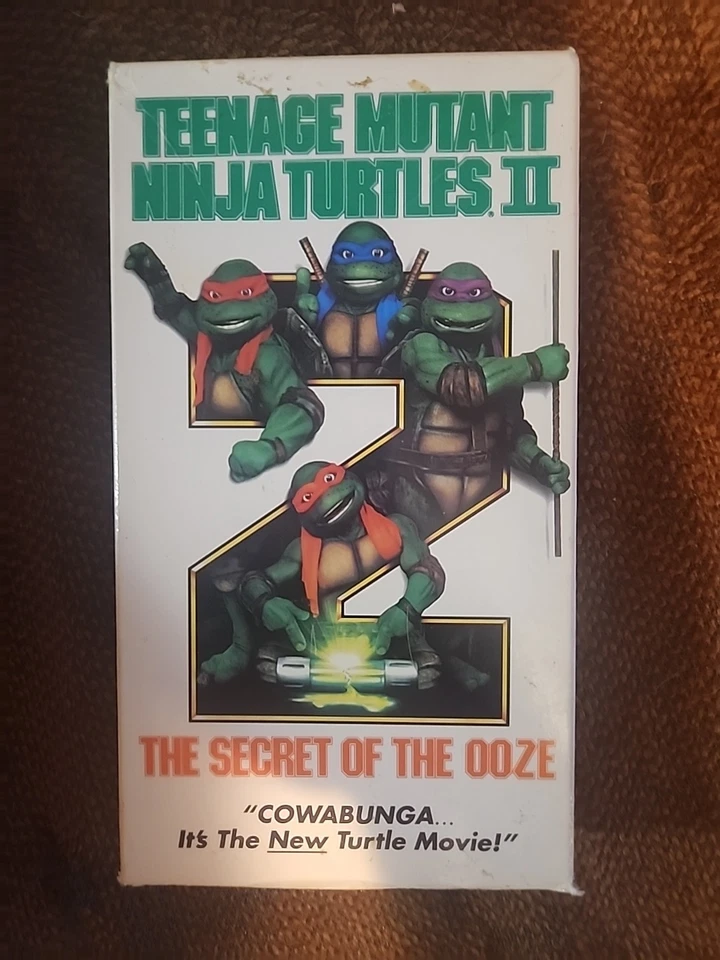 TEENAGE MUTANT
NINJA TURTLES® II
THE SECRET OF THE OOZE
"COWABUNGA...
It's The New Turtle Movie!"